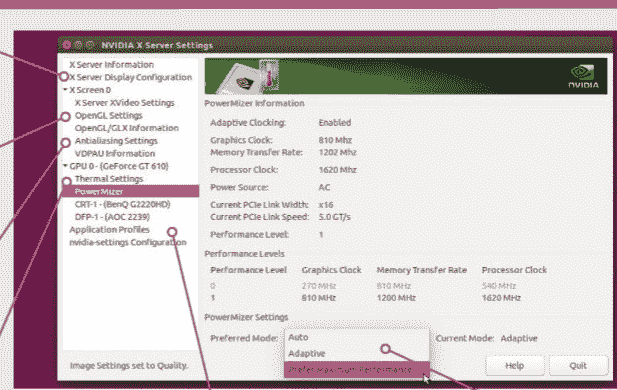 NVIDIA X Server Settings
X Server Information
X Server Display Configuration
X Screen 0
X Server XVideo Settings
OpenGL Settings
OpenGL/GLX Information
Antialiasing Settings
VDPAU Information
GPU 0 - (GeForce GT 610)
Thermal Settings
PowerMizer
CRT-1 - (BenQ G2220HD)
DFP-1 - (AOC 2239)
Application Profiles
nvidia-settings Configuration
Image Settings set to Quality.
NVIDIA
PowerMizer Information
Adaptive Clocking: Enabled
Graphics Clock: 810 Mhz
Memory Transfer Rate: 1202 Mhz
Processor Clock: 1620 Mhz
Power Source: AC
Current PCIe Link Width: x16
Current PCIe Link Speed: 5.0 GT/s
Performance Level: 1
Performance Levels
Performance Level Graphics Clock Memory Transfer Rate Processor Clock
0 270 MHz 810 MHz 540 MHz
1 810 MHz 1200 MHz 1620 MHz
PowerMizer Settings
Preferred Mode: Auto
Adaptive
Prefer Maximum Performance
Current Mode: Adaptive
Help Quit